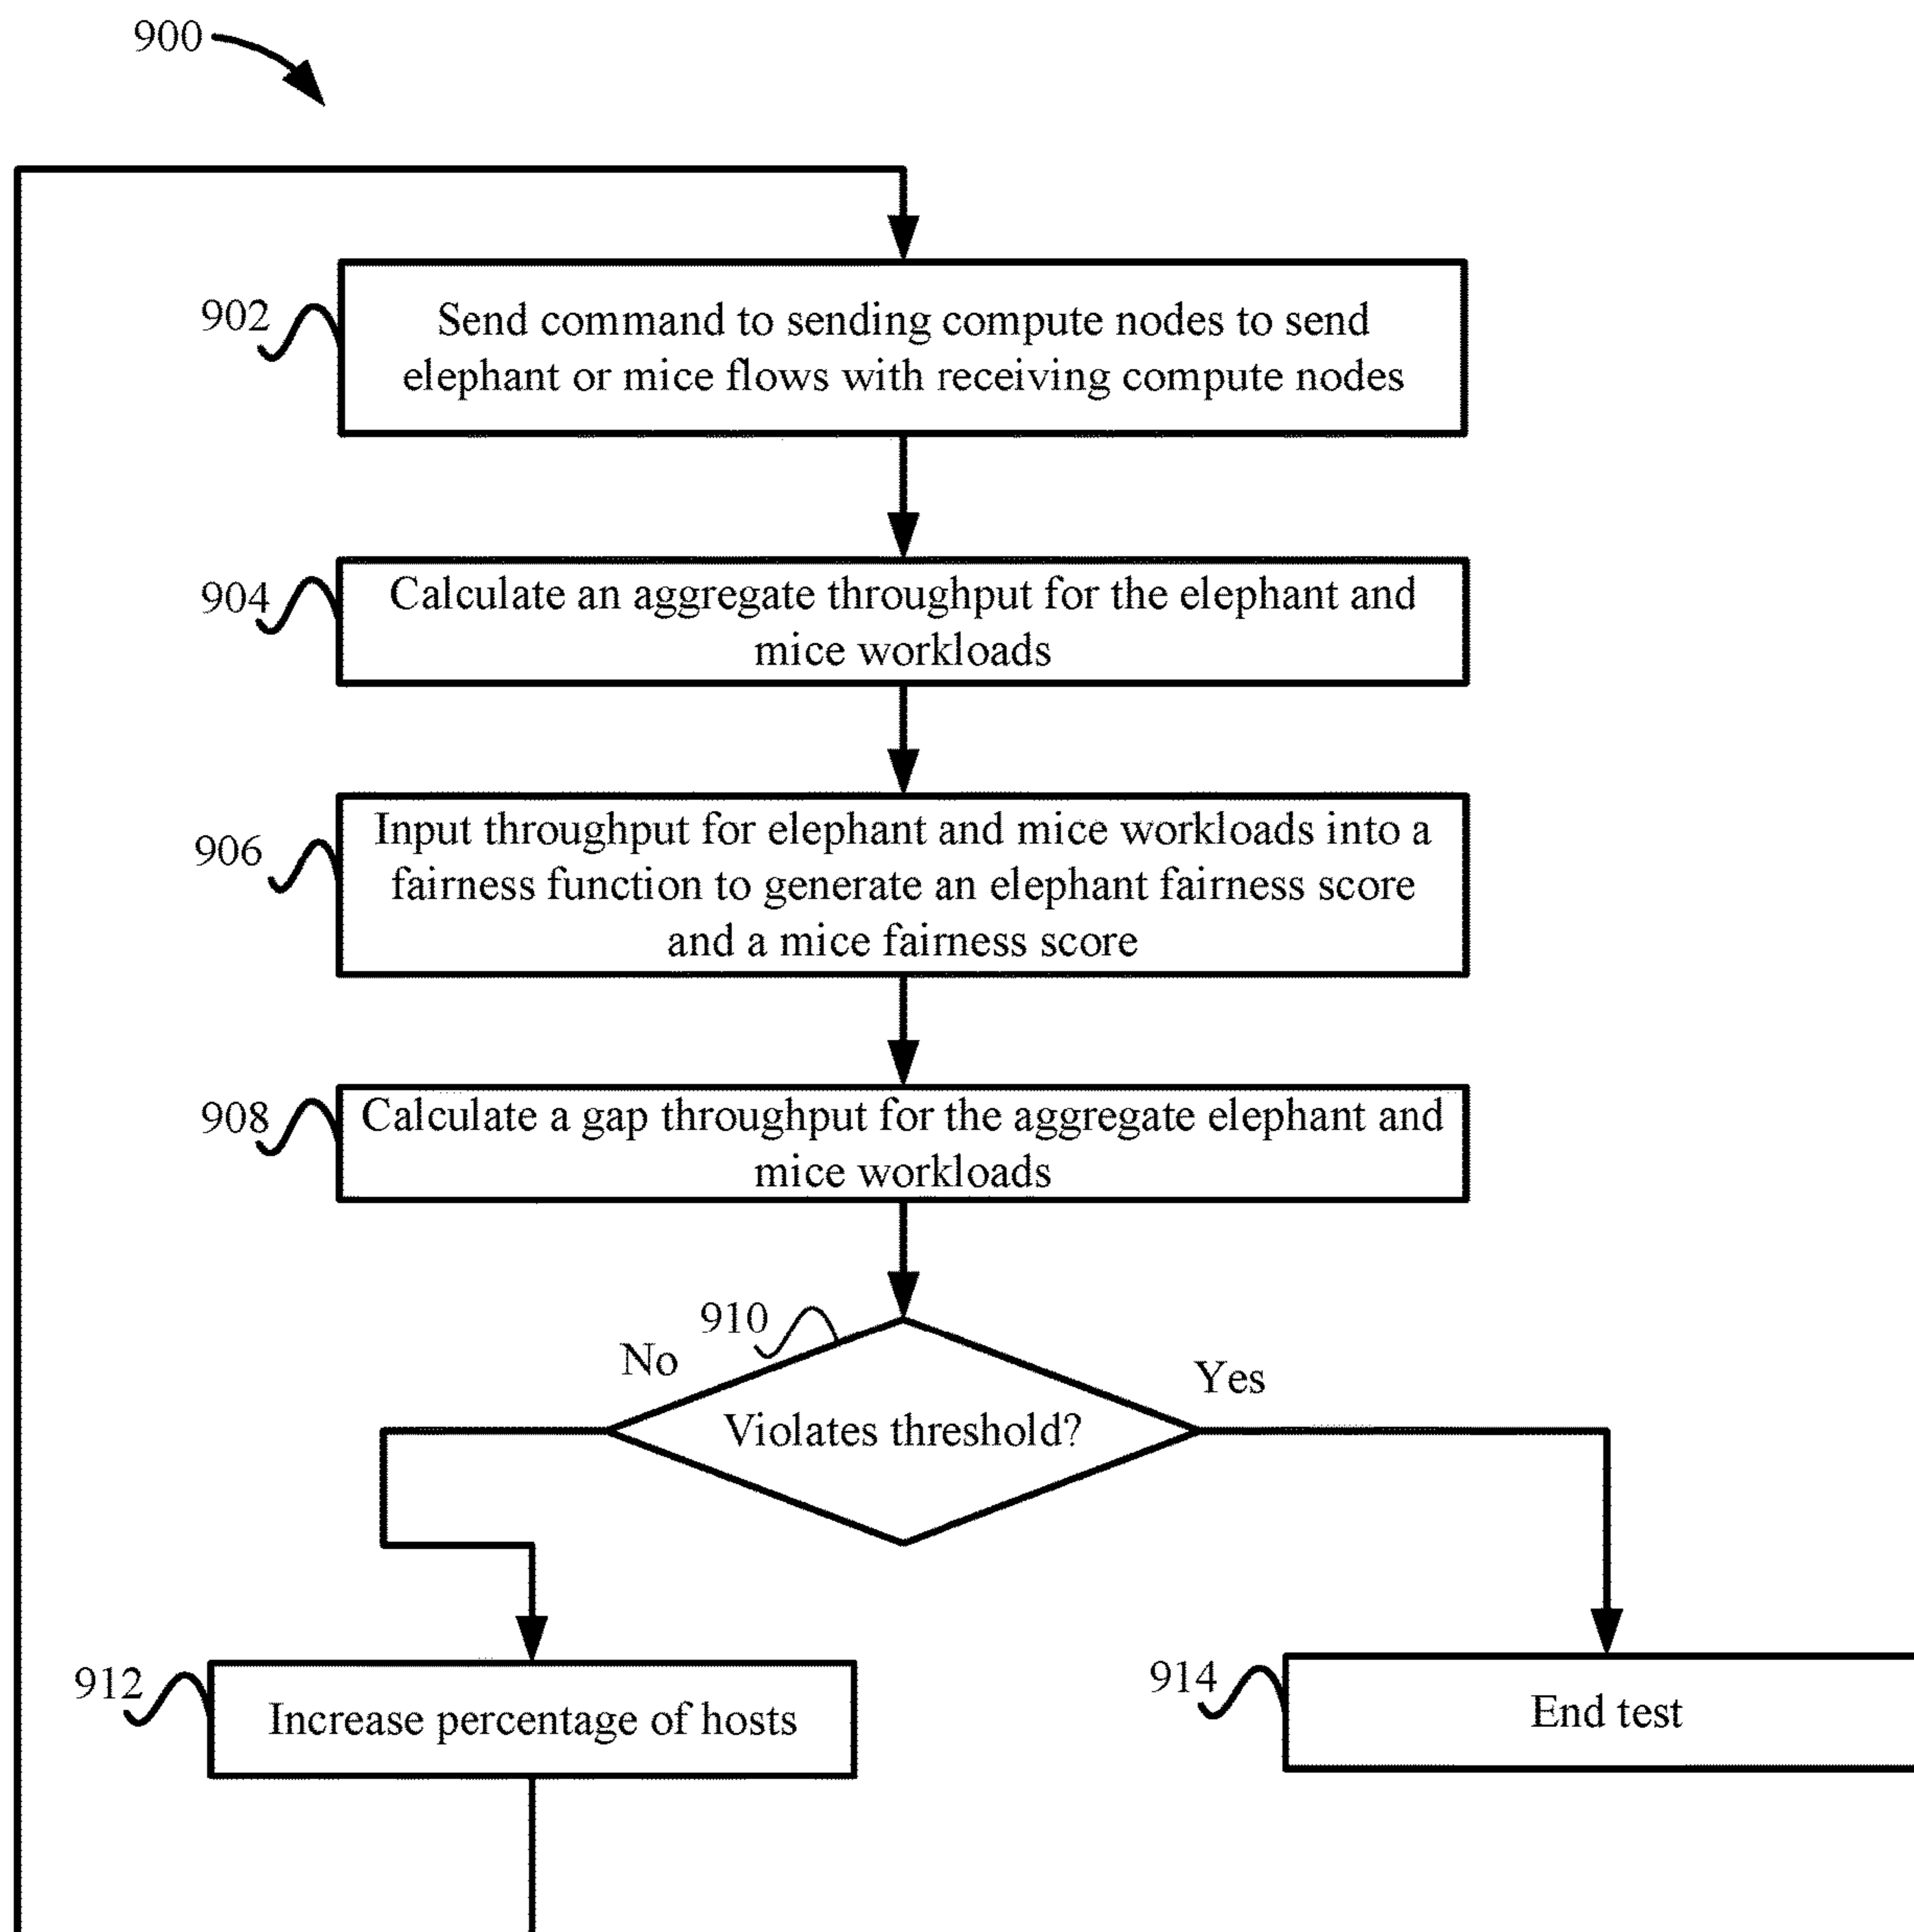 900
902
Send command to sending compute nodes to send
elephant or mice flows with receiving compute nodes
904
Calculate an aggregate throughput for the elephant and
mice workloads
906
Input throughput for elephant and mice workloads into a
fairness function to generate an elephant fairness score
and a mice fairness score
908
Calculate a gap throughput for the aggregate elephant and
mice workloads
910
No
Yes
Violates threshold?
912
Increase percentage of hosts
914
End test